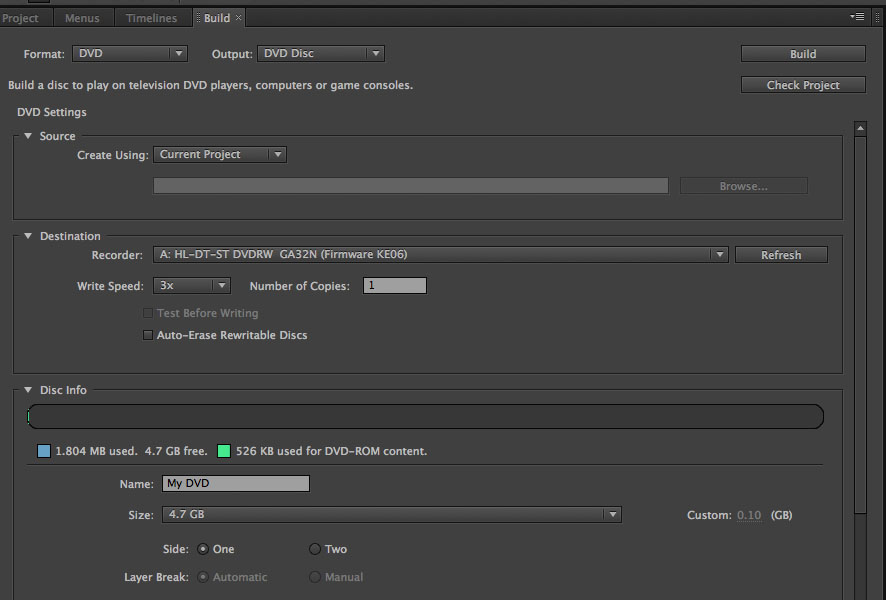 Project Menus Timelines Build ×
Format: DVD Output: DVD Disc Build
Build a disc to play on television DVD players, computers or game consoles. Check Project
DVD Settings
Source
Create Using: Current Project
Browse...
Destination
Recorder: A: HL-DT-ST DVDRW GA32N (Firmware KE06) Refresh
Write Speed: 3x Number of Copies: 1
Test Before Writing
Auto-Erase Rewritable Discs
Disc Info
1.804 MB used. 4.7 GB free. 526 KB used for DVD-ROM content.
Name: My DVD
Size: 4.7 GB Custom: 0.10 (GB)
Side: One Two
Layer Break: Automatic Manual